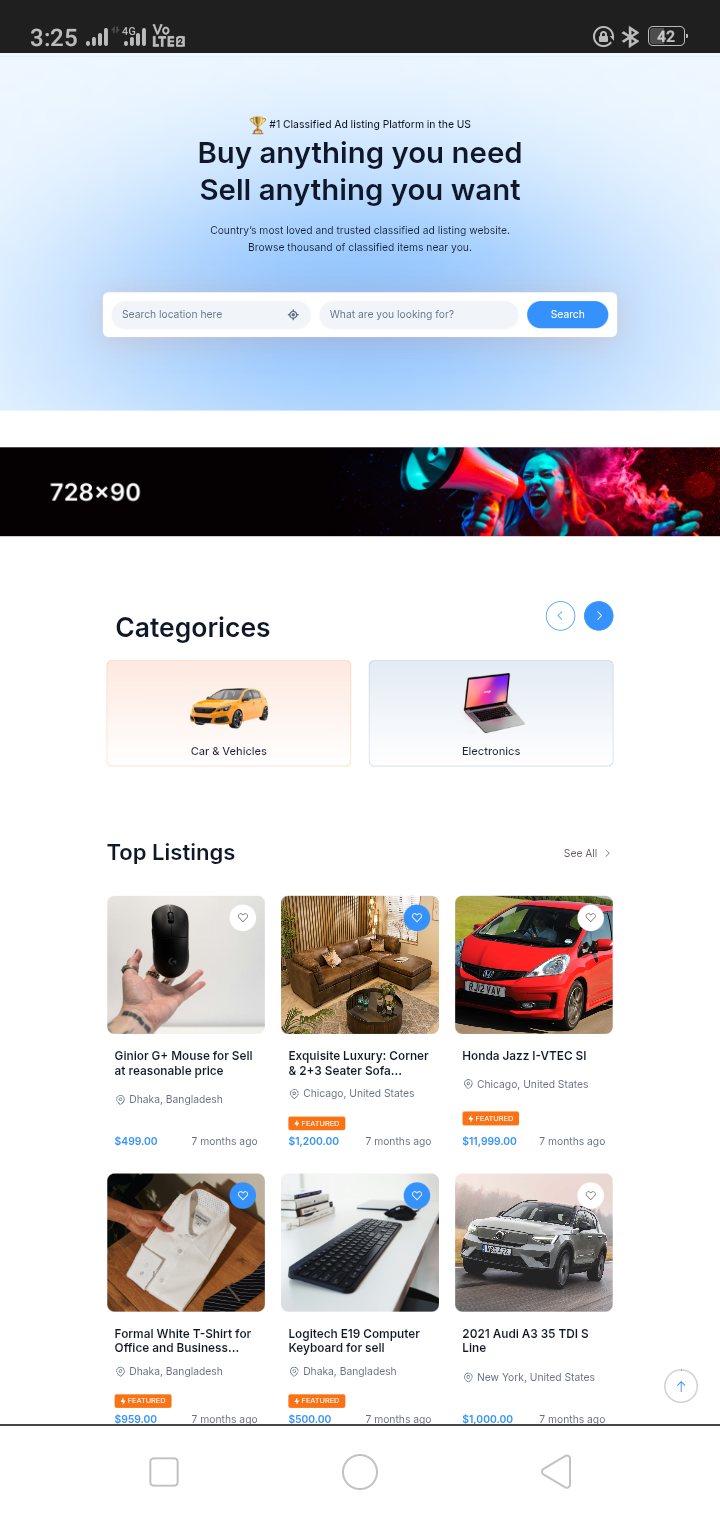 3:25 4G Vo LTE 2 42
#1 Classified Ad listing Platform in the US
Buy anything you need
Sell anything you want
Country's most loved and trusted classified ad listing website.
Browse thousand of classified items near you.
Search location here What are you looking for? Search
728×90
Categorices
Car & Vehicles Electronics
Top Listings See All
RJ12 VAV
Ginior G+ Mouse for Sell
at reasonable price
Dhaka, Bangladesh
$499.00 7 months ago
Exquisite Luxury: Corner
& 2+3 Seater Sofa...
Chicago, United States
FEATURED
$1,200.00 7 months ago
Honda Jazz I-VTEC SI
Chicago, United States
FEATURED
$11,999.00 7 months ago
Formal White T-Shirt for
Office and Business...
Dhaka, Bangladesh
FEATURED
$959.00 7 months ago
Logitech E19 Computer
Keyboard for sell
Dhaka, Bangladesh
FEATURED
$500.00 7 months ago
2021 Audi A3 35 TDI S
Line
New York, United States
$1,000.00 7 months ago